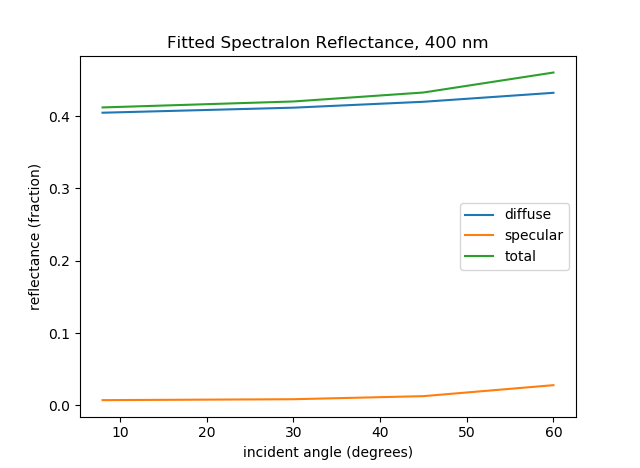 Fitted Spectralon Reflectance, 400 nm
reflectance (fraction)
0.4
0.3
0.2
0.1
0.0
diffuse
specular
total
10 20 30 40 50 60
incident angle (degrees)